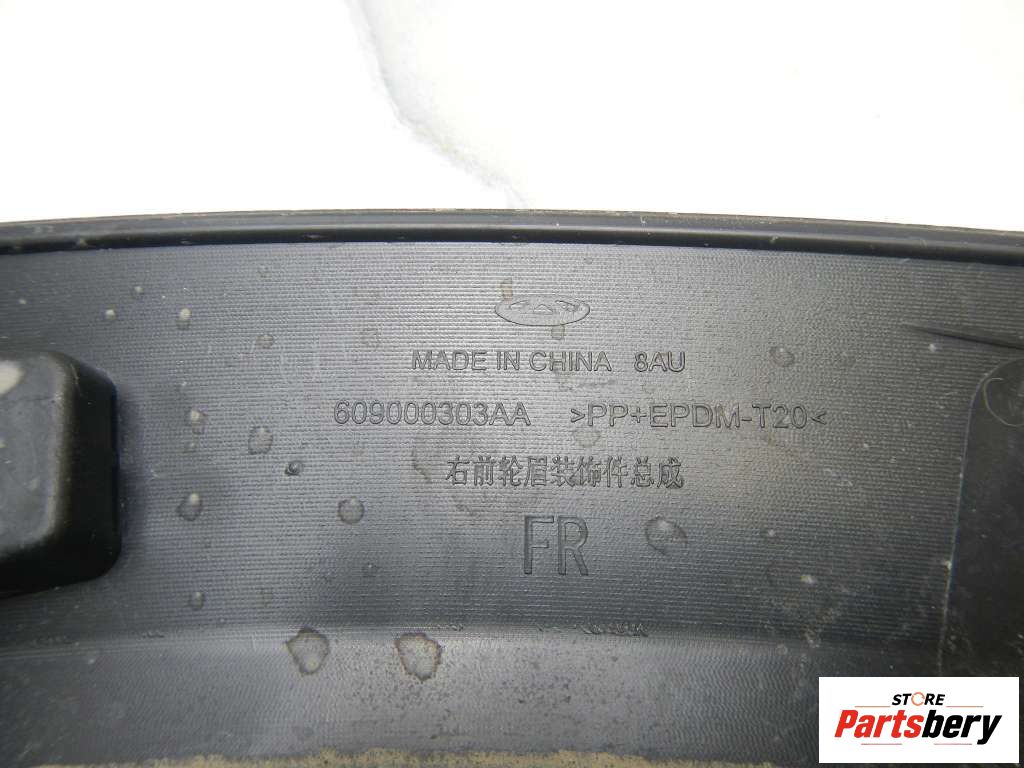 MADE IN CHINA 8AU
609000303AA >PP+EPDM-T20<
右前轮眉装饰件总成
FR
STORE
Partsbery